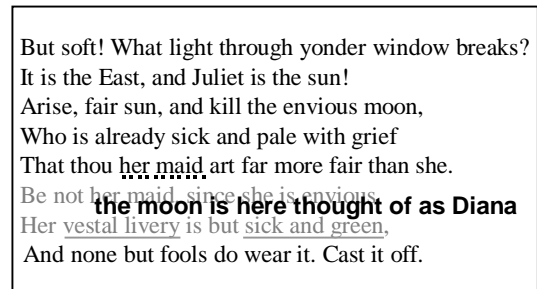 But soft! What light through yonder window breaks?
It is the East, and Juliet is the sun!
Arise, fair sun, and kill the envious moon,
Who is already sick and pale with grief
That thou her maid art far more fair than she.
Be not her maid, since she is envious,
the moon is here thought of as Diana
Her vestal livery is but sick and green,
And none but fools do wear it. Cast it off.